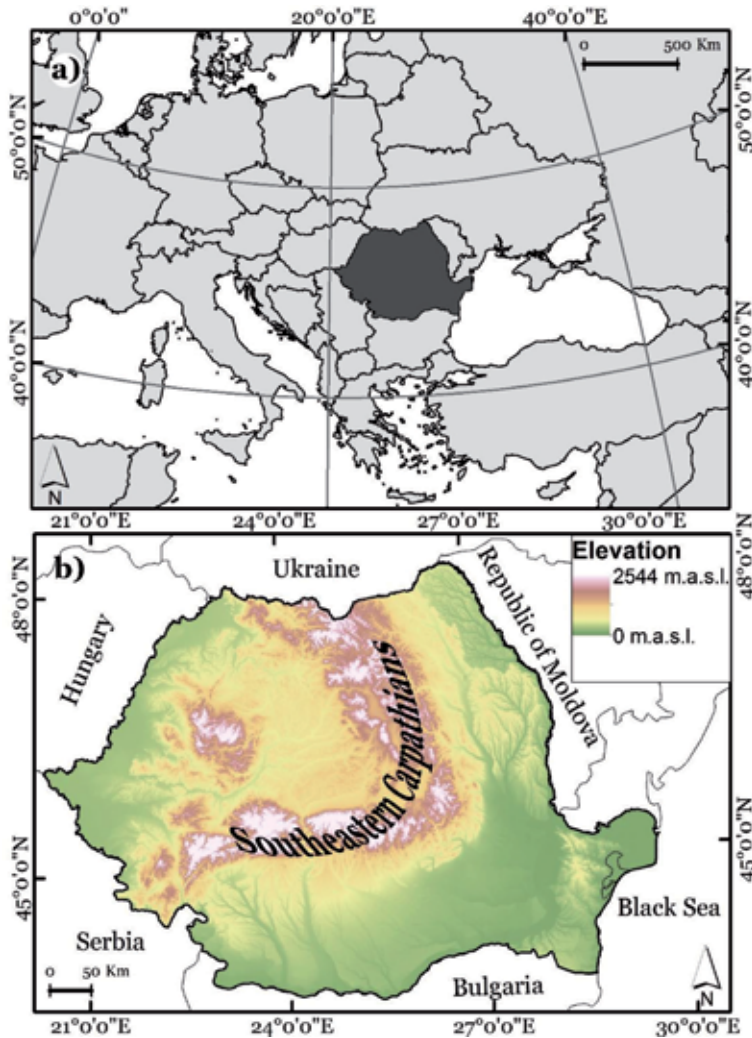 0°0'0" 20°0'0"E 40°0'0"E
a)
0 500 Km
50°0'0"N 50°0'0"N
40°0'0"N 40°0'0"N
N
21°0'0"E 24°0'0"E 27°0'0"E 30°0'0"E
b)
Ukraine
Elevation
2544 m.a.s.l.
0 m.a.s.l.
48°0'0"N 48°0'0"N
Hungary
Republic of Moldova
Southeastern Carpathians
45°0'0"N 45°0'0"N
Black Sea
Serbia
Bulgaria
0 50 Km
N
21°0'0"E 24°0'0"E 27°0'0"E 30°0'0"E